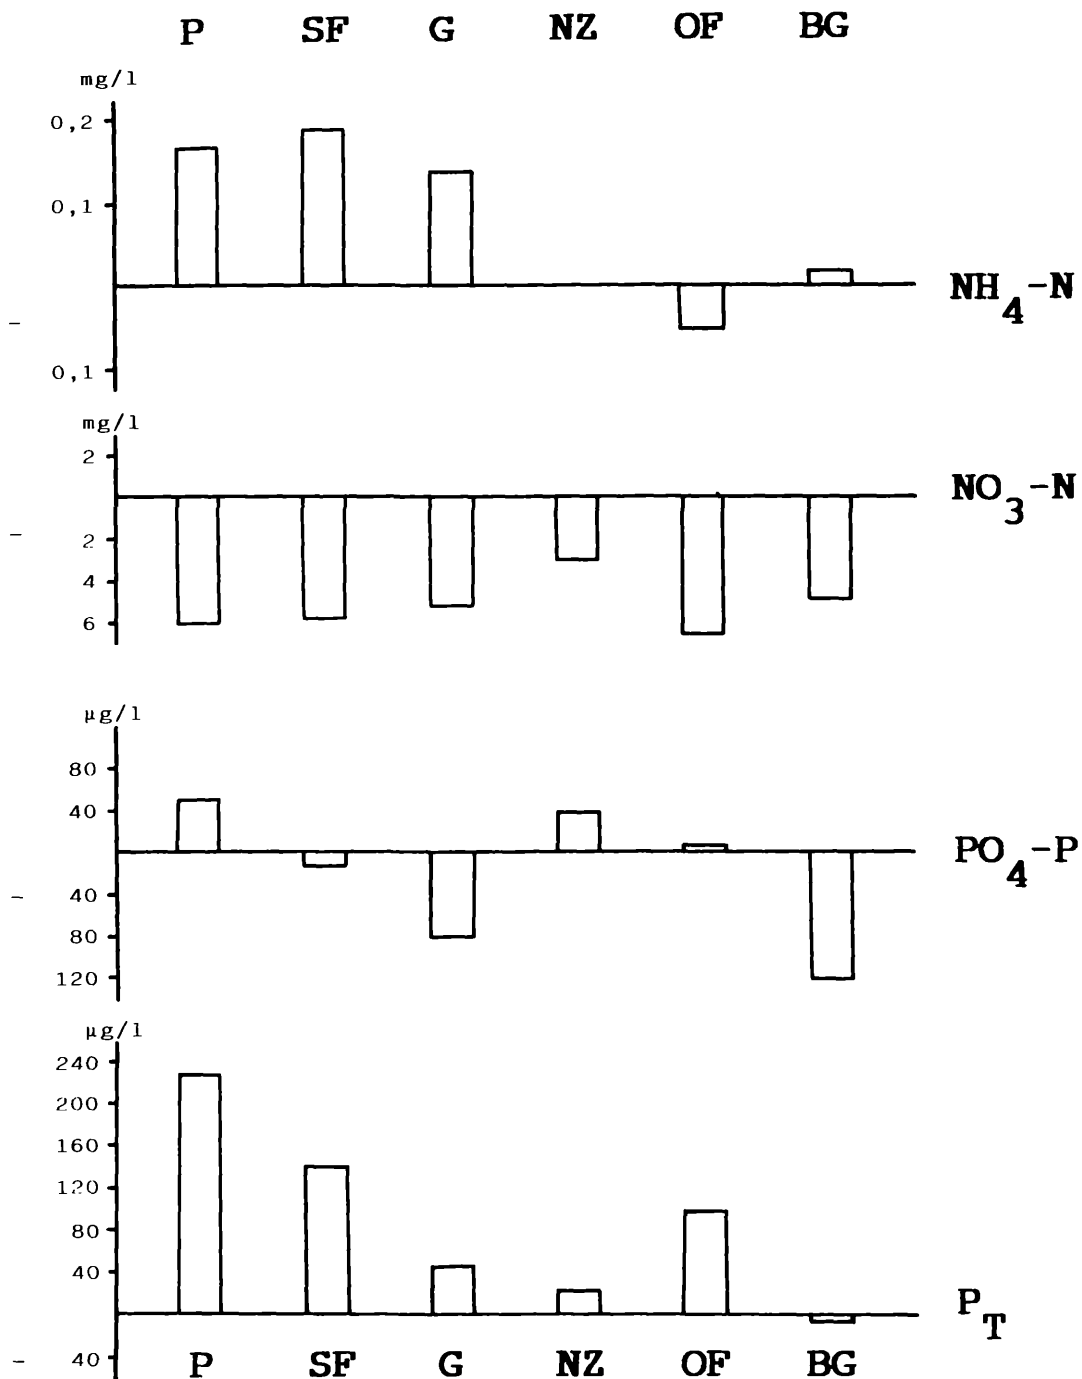 P SF G NZ OF BG
mg/l
0,2
0,1
NH4-N
–
0,1
mg/l
2
NO3-N
–
2
4
6
µg/l
80
40
PO4-P
–
40
80
120
µg/l
240
200
160
120
80
40
PT
–
40
P SF G NZ OF BG